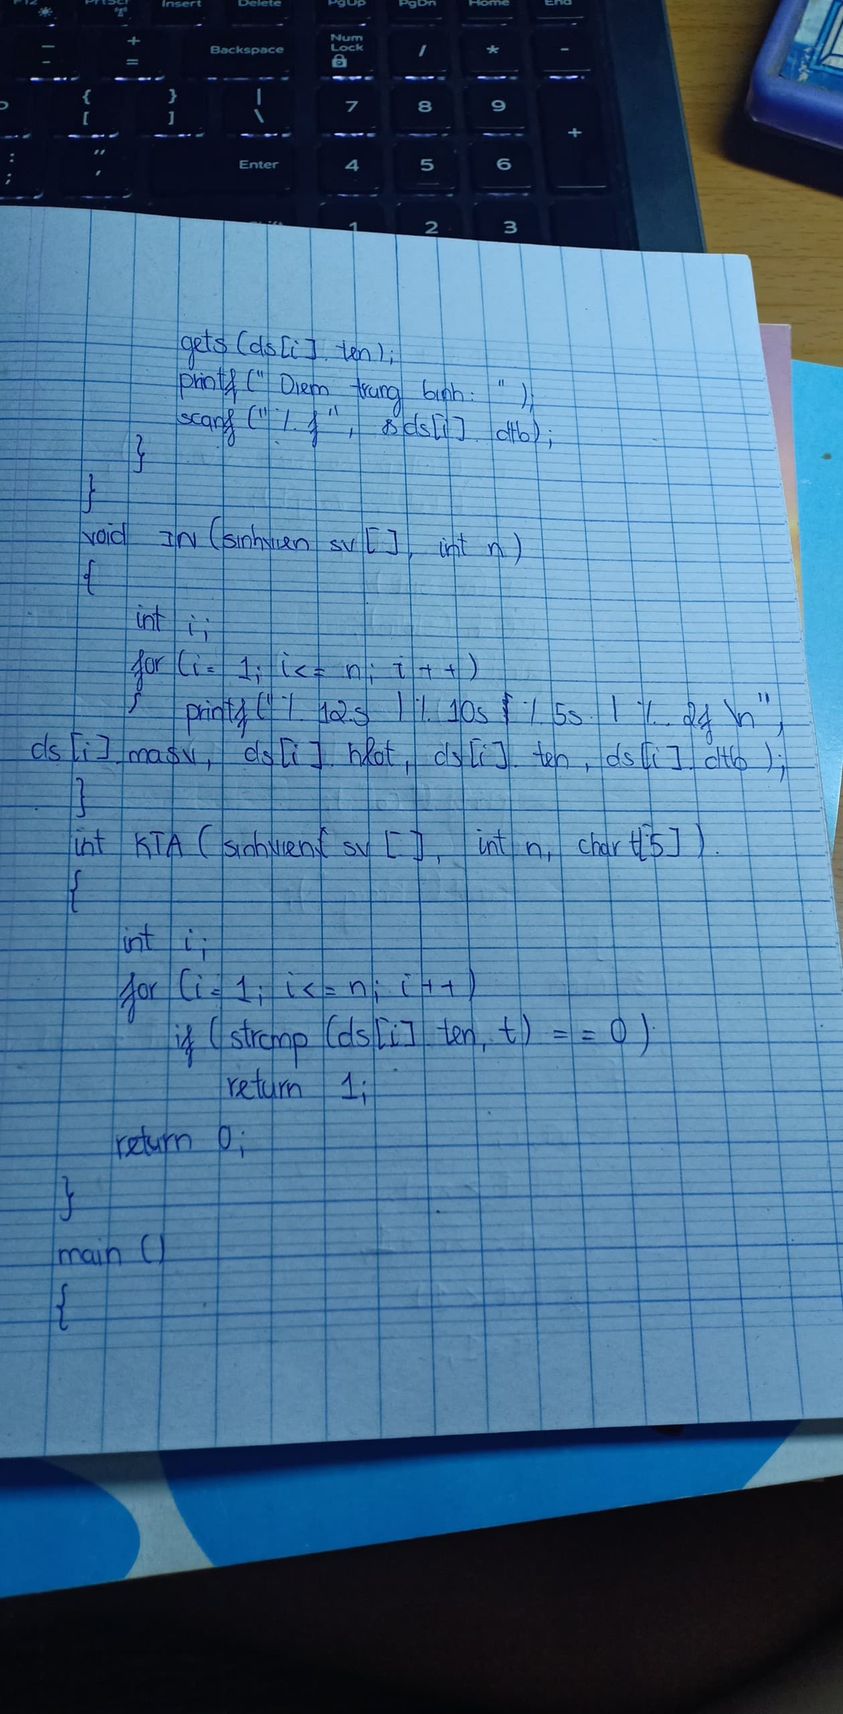 Insert Delete PgUp PgDn Home End
Backspace Num Lock / * -
{ [ } ] | \ 7 8 9 +
: ; " ' Enter 4 5 6
1 2 3
gets (ds[i]. ten);
printf (" Diem trung binh: ");
scanf ("%f", &ds[i]. dtb);
}
}
void IN (sinhvien sv [], int n)
{
int i;
for (i= 1; i<= n; i++)
{ printf ("% 12s | % 10s | % 5s | %. 2f \n",
ds[i]. masv, ds[i]. hlot, ds[i]. ten, ds[i]. dtb);
}
int KTA (sinhvien sv [], int n, char t[5]).
{
int i;
for (i= 1; i<= n; i++)
if (strcmp (ds[i]. ten, t) == 0)
return 1;
return 0;
}
main ()
{